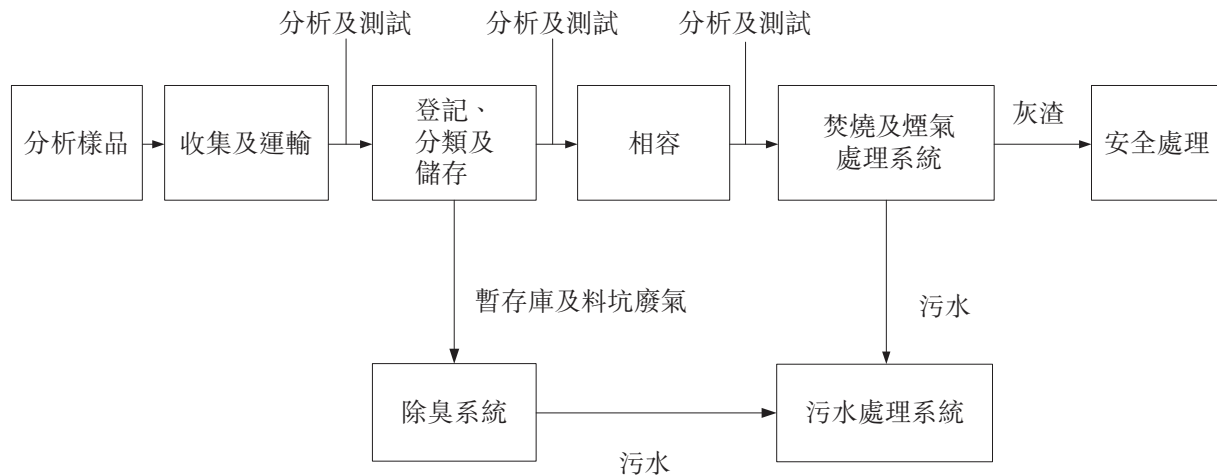 分析及測試
分析及測試
分析及測試
分析樣品
收集及運輸
登記、
分類及
儲存
相容
焚燒及煙氣
處理系統
灰渣
安全處理
暫存庫及料坑廢氣
污水
除臭系統
污水
污水處理系統